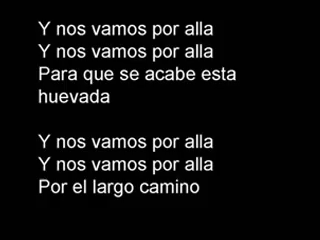 Y nos vamos por alla
Y nos vamos por alla
Para que se acabe esta
huevada
Y nos vamos por alla
Y nos vamos por alla
Por el largo camino